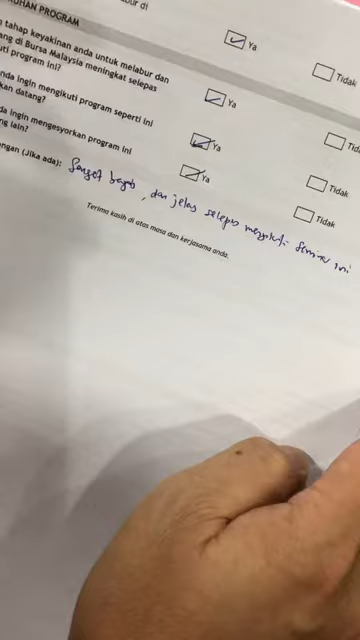 UHAN PROGRAM
di
Ya Tidak
tahap keyakinan anda untuk melabur dan
ang di Bursa Malaysia meningkat selepas
uti program ini?
Ya Tida
nda ingin mengikuti program seperti ini
kan datang?
Ya Tidak
da ingin mengesyorkan program ini
ng lain?
Ya Tidak
ngan (Jika ada): Sangat bagus, dan jelas selepas mengikuti seminar ini
Terima kasih di atas masa dan kerjasama anda.